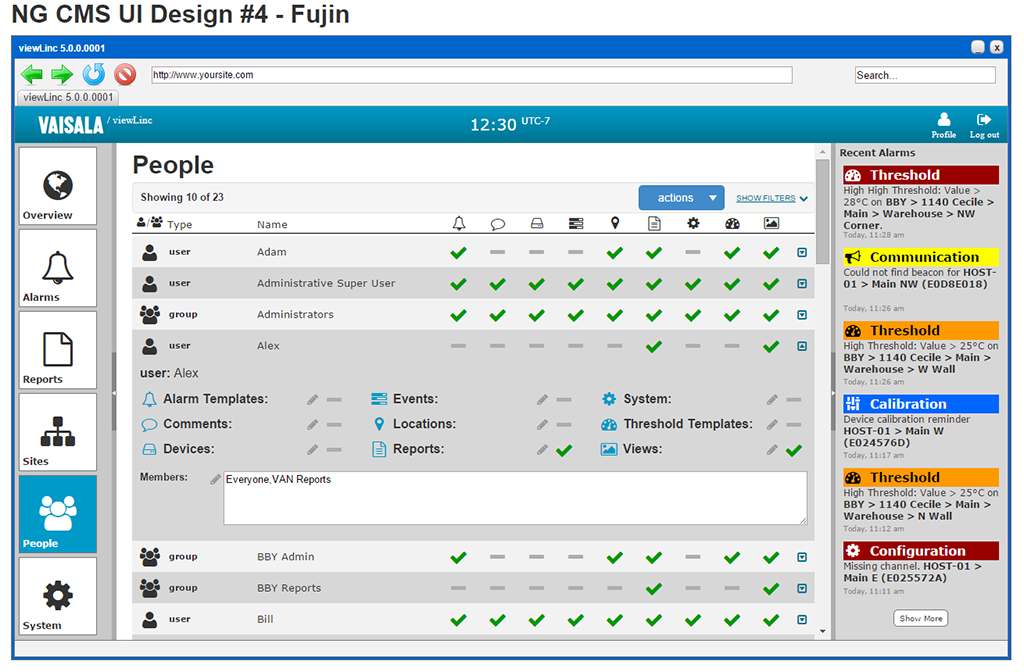 NG CMS UI Design #4 - Fujin
viewLinc 5.0.0.0001
http://www.yoursite.com
Search...
viewLinc 5.0.0.0001
VAISALA / viewLinc
12:30 UTC-7
Profile
Log out
Overview
Alarms
Reports
Sites
People
System
People
Showing 10 of 23
actions
SHOW FILTERS
/ Type Name
user Adam
user Administrative Super User
group Administrators
user Alex
user: Alex
Alarm Templates: Events: System:
Comments: Locations: Threshold Templates:
Devices: Reports: Views:
Members: Everyone,VAN Reports
group BBY Admin
group BBY Reports
user Bill
Recent Alarms
Threshold
High High Threshold: Value >
28°C on BBY > 1140 Cecile >
Main > Warehouse > NW
Corner.
Today, 11:28 am
Communication
Could not find beacon for HOST-
01 > Main NW (E0D8E018)
Today, 11:26 am
Threshold
High Threshold: Value > 25°C on
BBY > 1140 Cecile > Main >
Warehouse > W Wall
Today, 11:26 am
Calibration
Device calibration reminder
HOST-01 > Main W
(E024576D)
Today, 11:17 am
Threshold
High Threshold: Value > 25°C on
BBY > 1140 Cecile > Main >
Warehouse > N Wall
Today, 11:12 am
Configuration
Missing channel. HOST-01 >
Main E (E025572A)
Today, 11:11 am
Show More